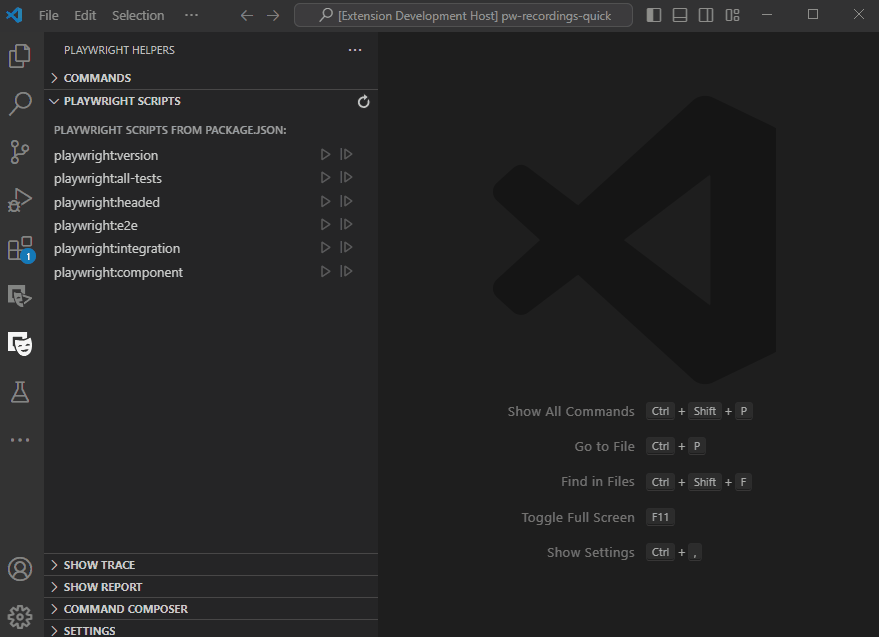 File Edit Selection ··· [Extension Development Host] pw-recordings-quick
PLAYWRIGHT HELPERS
COMMANDS
PLAYWRIGHT SCRIPTS
PLAYWRIGHT SCRIPTS FROM PACKAGE.JSON:
playwright:version
playwright:all-tests
playwright:headed
playwright:e2e
playwright:integration
playwright:component
1
SHOW TRACE
SHOW REPORT
COMMAND COMPOSER
SETTINGS
Show All Commands Ctrl + Shift + P
Go to File Ctrl + P
Find in Files Ctrl + Shift + F
Toggle Full Screen F11
Show Settings Ctrl + ,